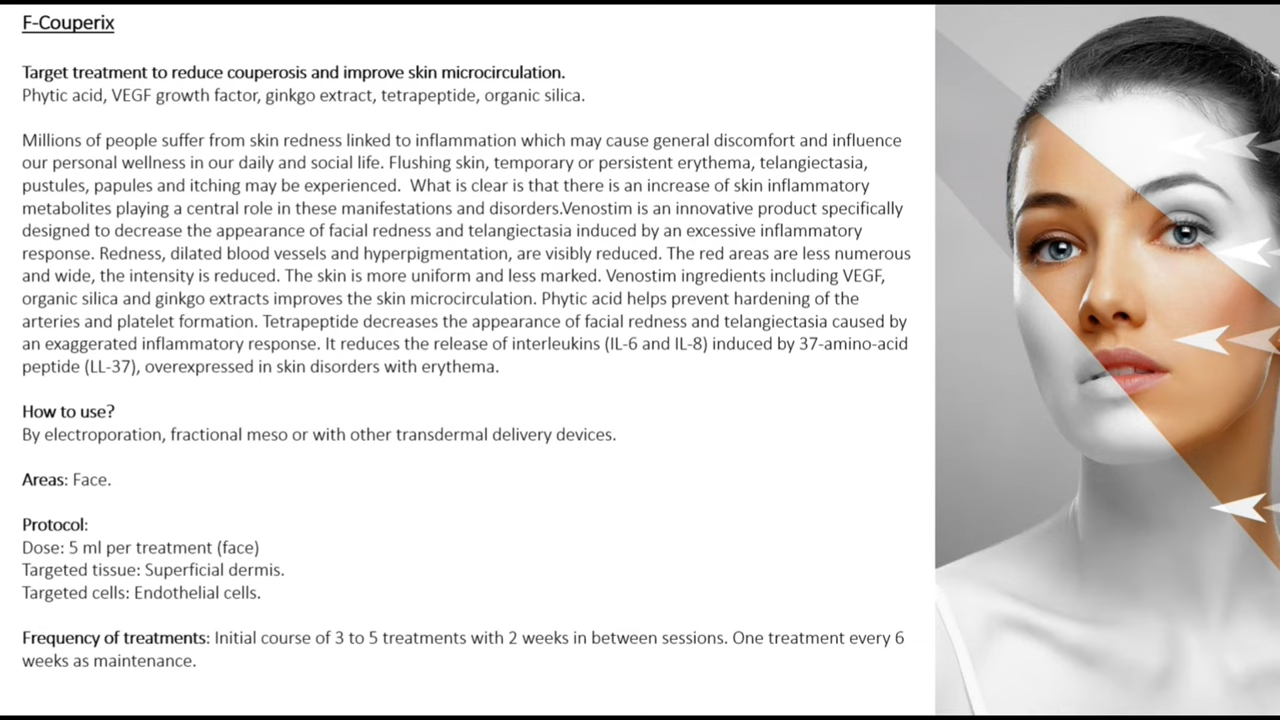 F-Couperix
Target treatment to reduce couperosis and improve skin microcirculation.
Phytic acid, VEGF growth factor, ginkgo extract, tetrapeptide, organic silica.
Millions of people suffer from skin redness linked to inflammation which may cause general discomfort and influence
our personal wellness in our daily and social life. Flushing skin, temporary or persistent erythema, telangiectasia,
pustules, papules and itching may be experienced.  What is clear is that there is an increase of skin inflammatory
metabolites playing a central role in these manifestations and disorders.Venostim is an innovative product specifically
designed to decrease the appearance of facial redness and telangiectasia induced by an excessive inflammatory
response. Redness, dilated blood vessels and hyperpigmentation, are visibly reduced. The red areas are less numerous
and wide, the intensity is reduced. The skin is more uniform and less marked. Venostim ingredients including VEGF,
organic silica and ginkgo extracts improves the skin microcirculation. Phytic acid helps prevent hardening of the
arteries and platelet formation. Tetrapeptide decreases the appearance of facial redness and telangiectasia caused by
an exaggerated inflammatory response. It reduces the release of interleukins (IL-6 and IL-8) induced by 37-amino-acid
peptide (LL-37), overexpressed in skin disorders with erythema.
How to use?
By electroporation, fractional meso or with other transdermal delivery devices.
Areas: Face.
Protocol:
Dose: 5 ml per treatment (face)
Targeted tissue: Superficial dermis.
Targeted cells: Endothelial cells.
Frequency of treatments: Initial course of 3 to 5 treatments with 2 weeks in between sessions. One treatment every 6
weeks as maintenance.